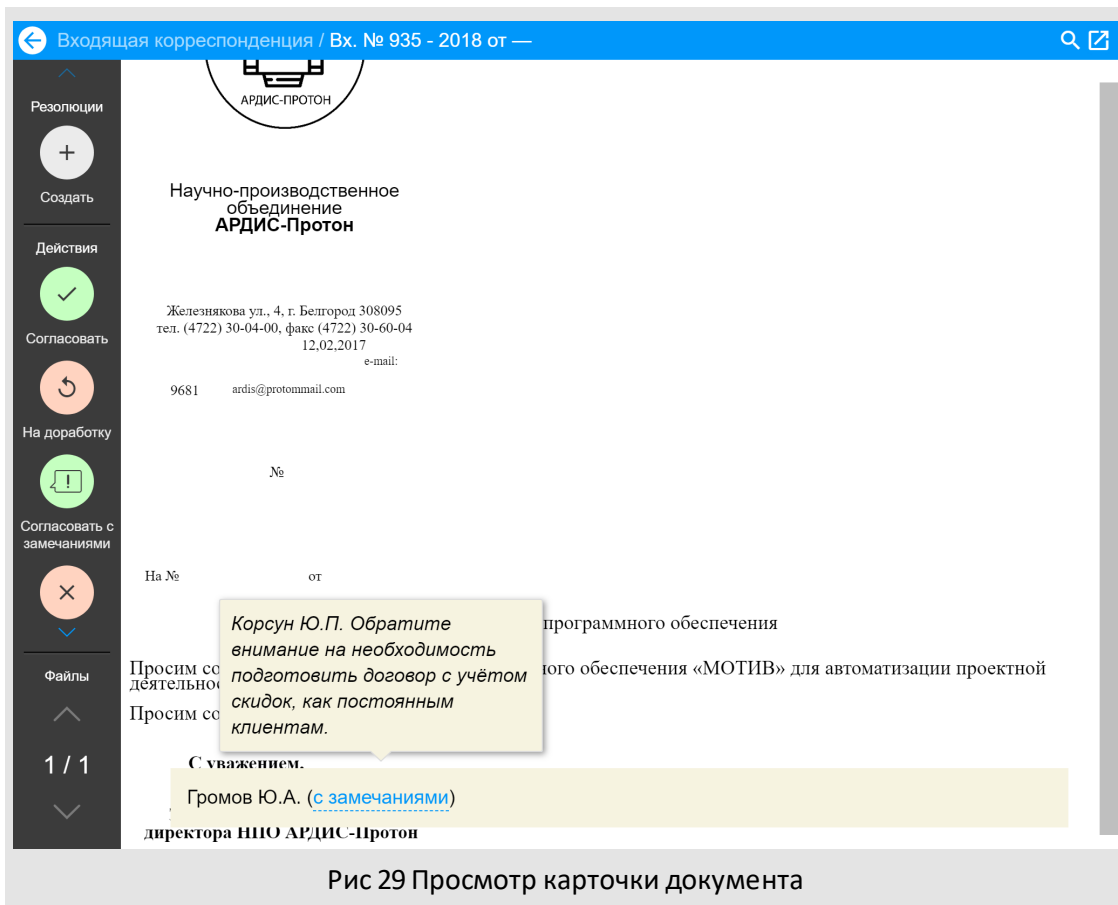 Входящая корреспонденция / Вх. № 935 - 2018 от —
Резолюции
Создать
Действия
Согласовать
На доработку
Согласовать с
замечаниями
Файлы
1 / 1
АРДИС-ПРОТОН
Научно-производственное
объединение
АРДИС-Протон
Железнякова ул., 4, г. Белгород 308095
тел. (4722) 30-04-00, факс (4722) 30-60-04
12,02,2017
e-mail:
9681 ardis@protommail.com
№
На № от
программного обеспечения
Корсун Ю.П. Обратите
внимание на необходимость
подготовить договор с учётом
скидок, как постоянным
клиентам.
Просим со ного обеспечения «МОТИВ» для автоматизации проектной
деятельнос
Просим со
С уважением,
Громов Ю.А. (с замечаниями)
директора НПО АРДИС-Протон
Рис 29 Просмотр карточки документа